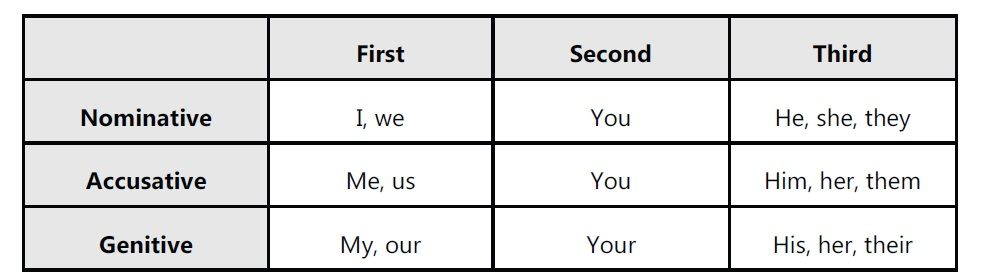 First Second Third
Nominative I, we You He, she, they
Accusative Me, us You Him, her, them
Genitive My, our Your His, her, their